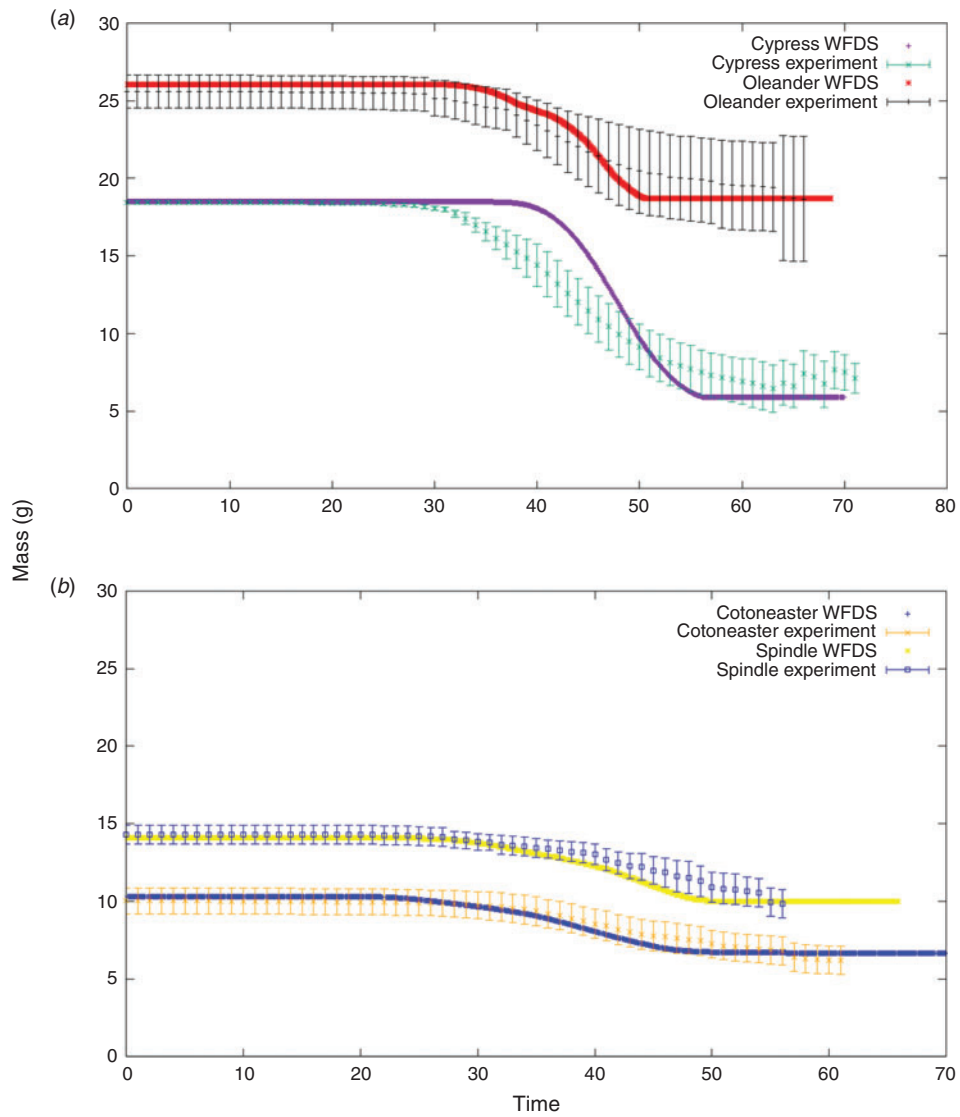 (a)
30
25
20
15
10
5
0
Cypress WFDS
Cypress experiment
Oleander WFDS
Oleander experiment
0 10 20 30 40 50 60 70 80
Mass (g)
(b)
30
25
20
15
10
5
0
Cotoneaster WFDS
Cotoneaster experiment
Spindle WFDS
Spindle experiment
0 10 20 30 40 50 60 70
Time